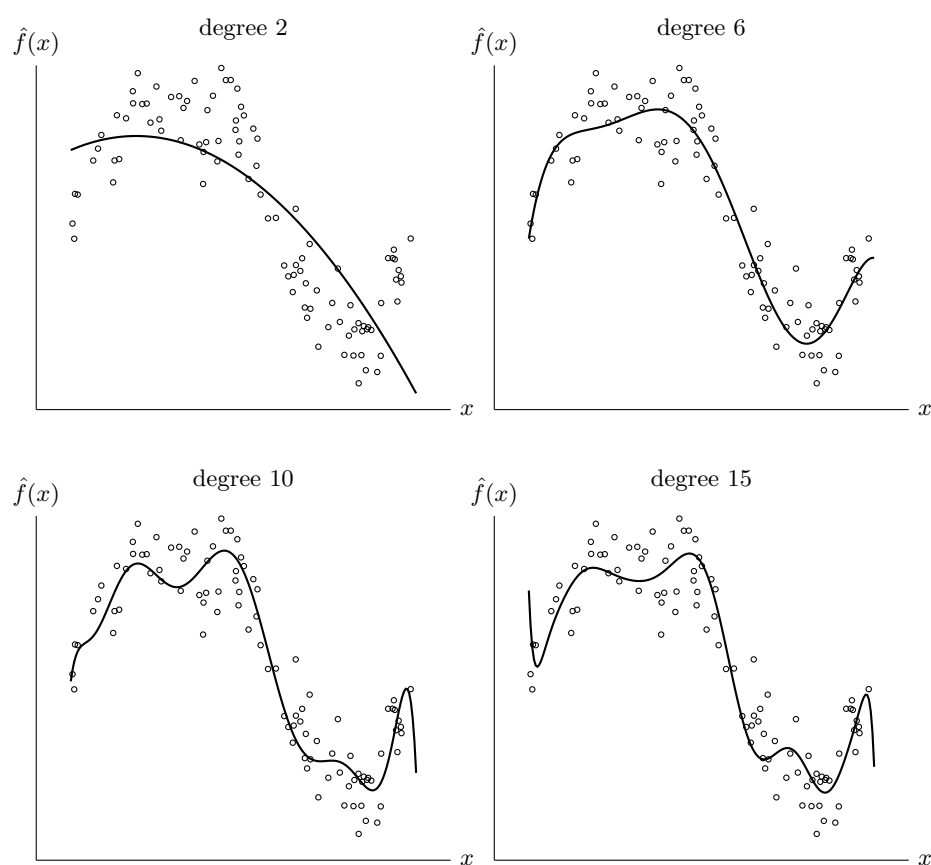 degree 2
f̂(x)
x
degree 6
f̂(x)
x
degree 10
f̂(x)
x
degree 15
f̂(x)
x